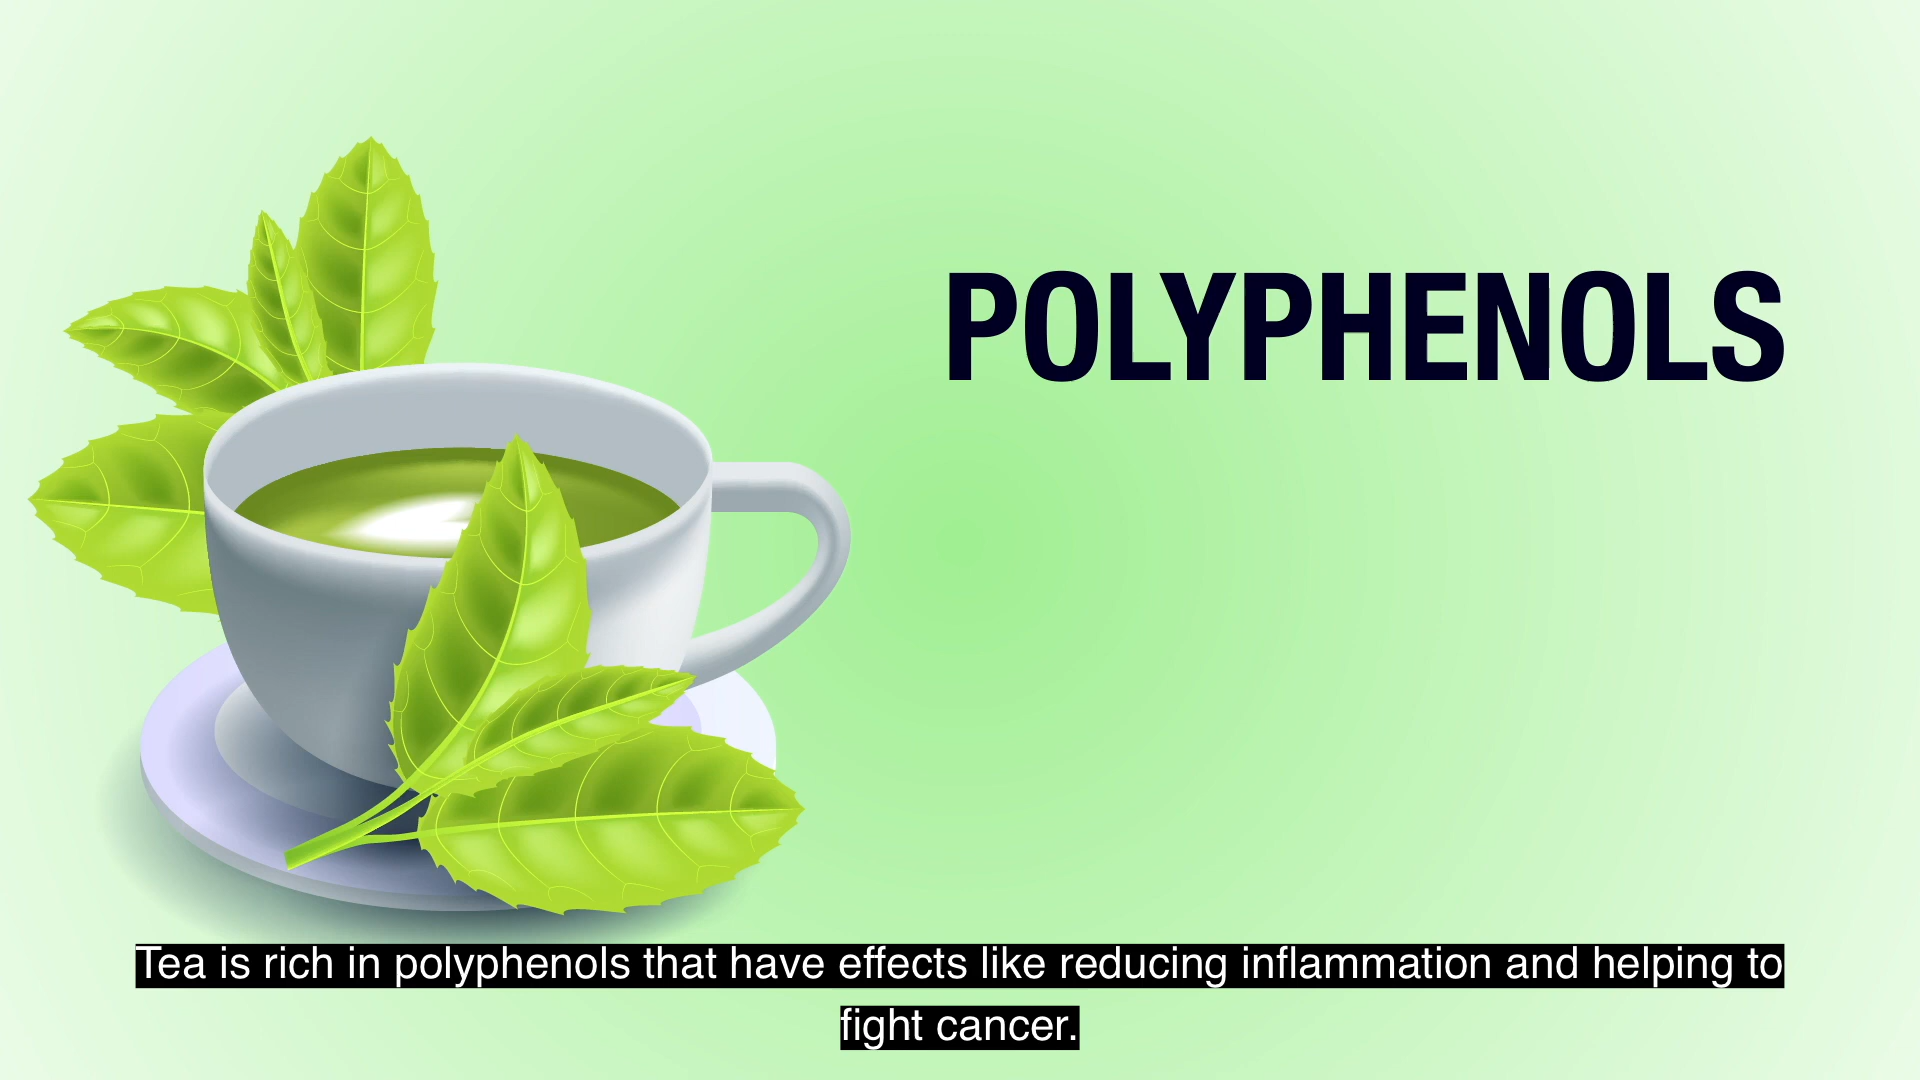 POLYPHENOLS
Tea is rich in polyphenols that have effects like reducing inflammation and helping to
fight cancer.